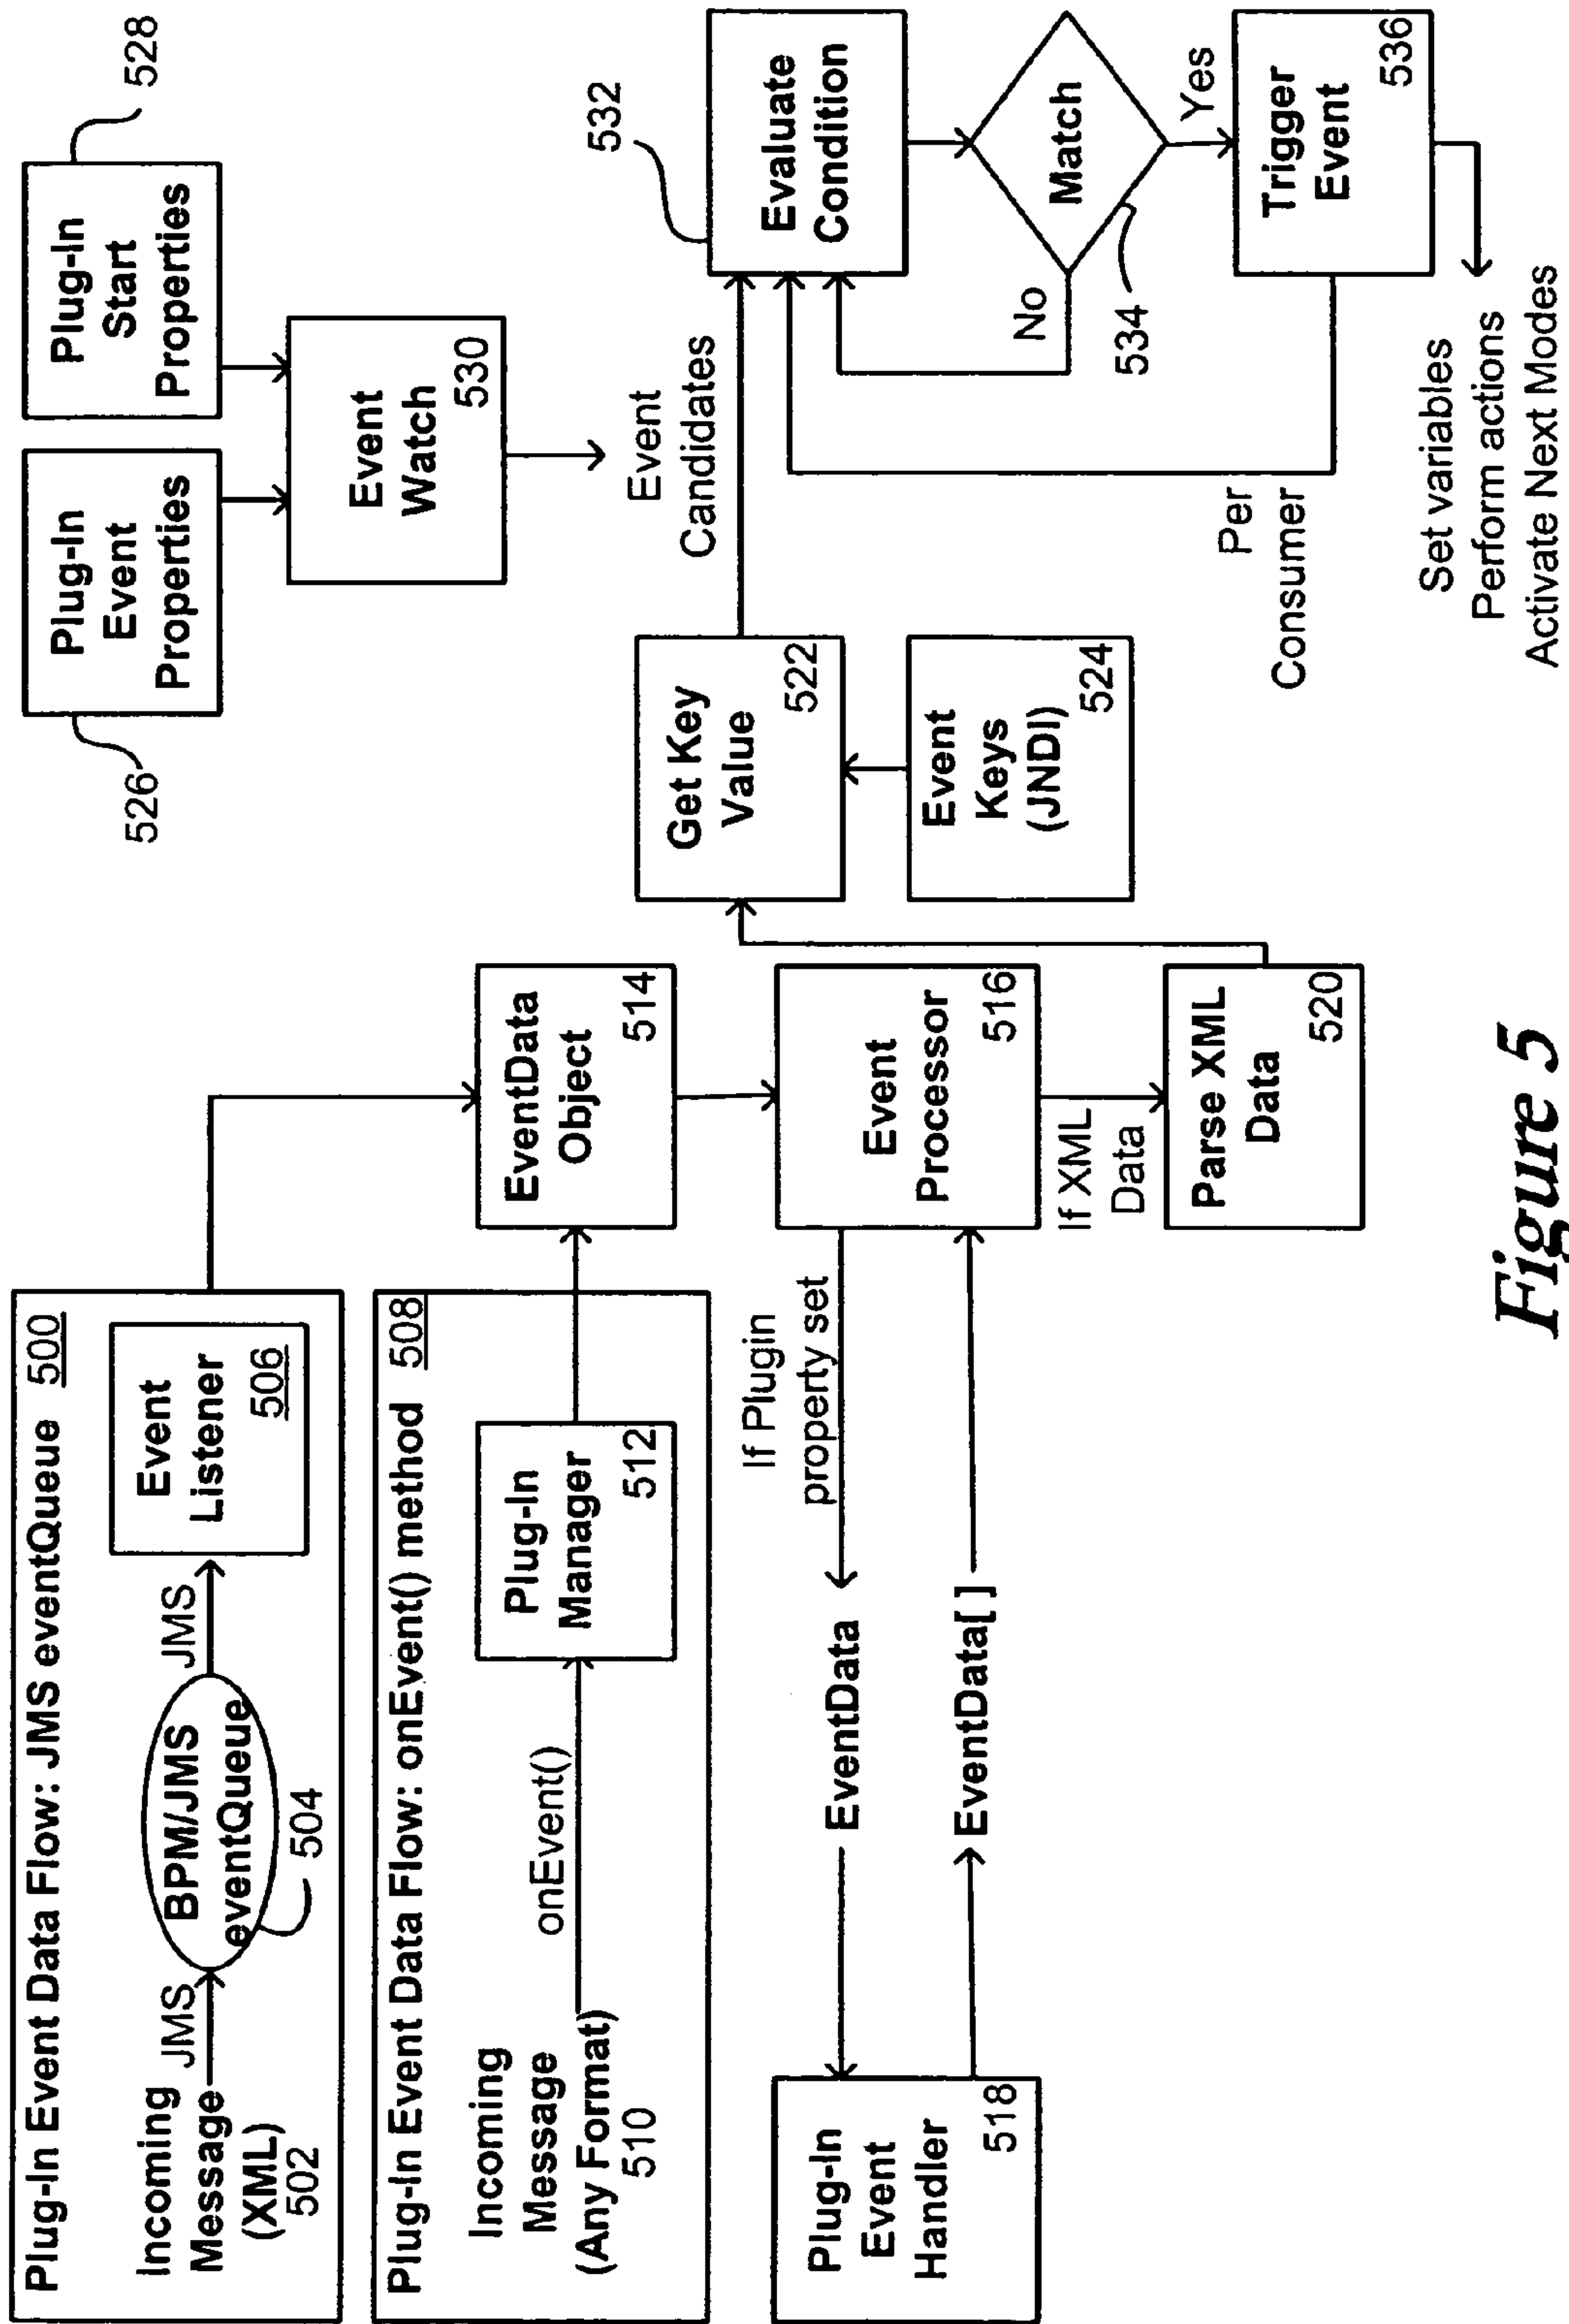 Plug-In Event Data Flow: JMS eventQueue 500
Incoming
Message
(XML)
502
JMS
BPM/JMS
eventQueue
504
JMS
Event
Listener
506
Plug-In Event Data Flow: onEvent() method 508
Incoming
Message
(Any Format)
510
onEvent()
Plug-In
Manager
512
EventData
Object
514
Plug-In
Event
Handler
518
EventData
EventData[ ]
If Plugin
property set
Event
Processor
516
If XML
Data
Parse XML
Data
520
526
Plug-In
Event
Properties
Plug-In
Start
Properties
528
Event
Watch
530
Event
Candidates
Get Key
Value
522
Event
Keys
(JNDI)
524
532
Evaluate
Condition
No
Match
534
Yes
Per
Consumer
Trigger
Event
536
Set variables
Perform actions
Activate Next Modes
Figure 5